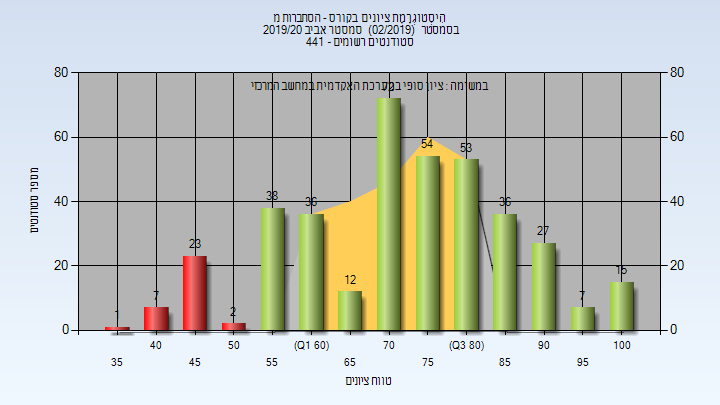 היסטוגרמת ציונים בקורס - הסתברות מ
בסמסטר (02/2019) סמסטר אביב 2019/20
סטודנטים רשומים - 441
במשימה : ציון סופי במערכת האקדמית במחשב המרכזי
80 80
60 60
40 40
20 20
0 0
מספר סטודנטים
1 7 23 2 38 36 12 72 54 53 36 27 7 15
40 50 (Q1 60) 70 (Q3 80) 90 100
35 45 55 65 75 85 95
טווח ציונים